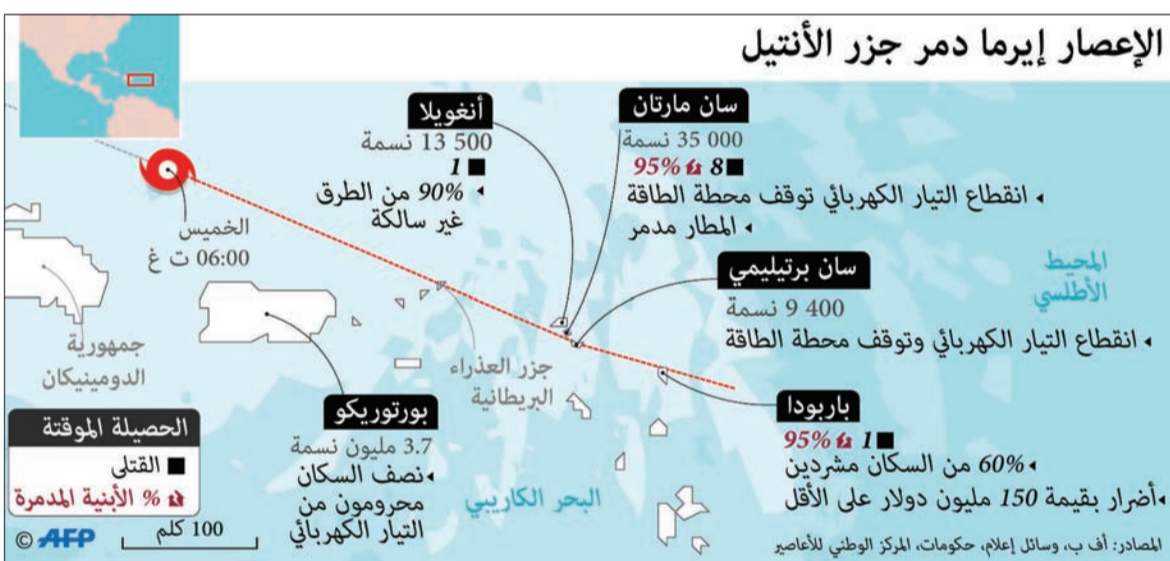 الإعصار إيرما دمر جزر الأنتيل
سان مارتان
35 000 نسمة
8 95%
انقطاع التيار الكهربائي توقف محطة الطاقة
المطار مدمر
أنغويلا
13 500 نسمة
1
90% من الطرق
غير سالكة
الخميس
06:00 ت غ
سان برتيليمي
9 400 نسمة
انقطاع التيار الكهربائي وتوقف محطة الطاقة
المحيط
الأطلسي
باربودا
1 95%
60% من السكان مشردين
أضرار بقيمة 150 مليون دولار على الأقل
جزر العذراء
البريطانية
جمهورية
الدومينيكان
بورتوريكو
3.7 مليون نسمة
نصف السكان
محرومون من
التيار الكهربائي
البحر الكاريبي
الحصيلة الموقتة
القتلى
% الأبنية المدمرة
100 كلم
© AFP
المصادر: أف ب، وسائل إعلام، حكومات، المركز الوطني للأعاصير